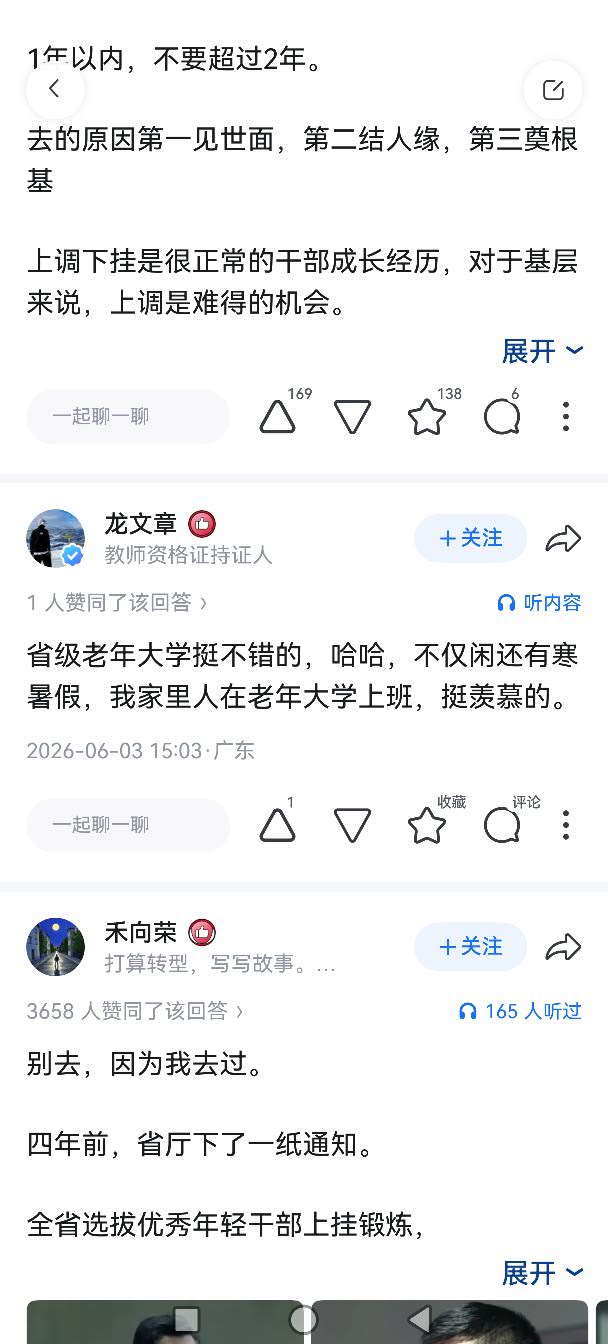 1年以内，不要超过2年。
去的原因第一见世面，第二结人缘，第三奠根
基
上调下挂是很正常的干部成长经历，对于基层
来说，上调是难得的机会。
展开
一起聊一聊
169
138
6
龙文章
教师资格证持证人
＋关注
1 人赞同了该回答 ›
听内容
省级老年大学挺不错的，哈哈，不仅闲还有寒
暑假，我家里人在老年大学上班，挺羡慕的。
2026-06-03 15:03·广东
一起聊一聊
1
收藏
评论
禾向荣
打算转型，写写故事。...
＋关注
3658 人赞同了该回答 ›
165 人听过
别去，因为我去过。
四年前，省厅下了一纸通知。
全省选拔优秀年轻干部上挂锻炼，
展开